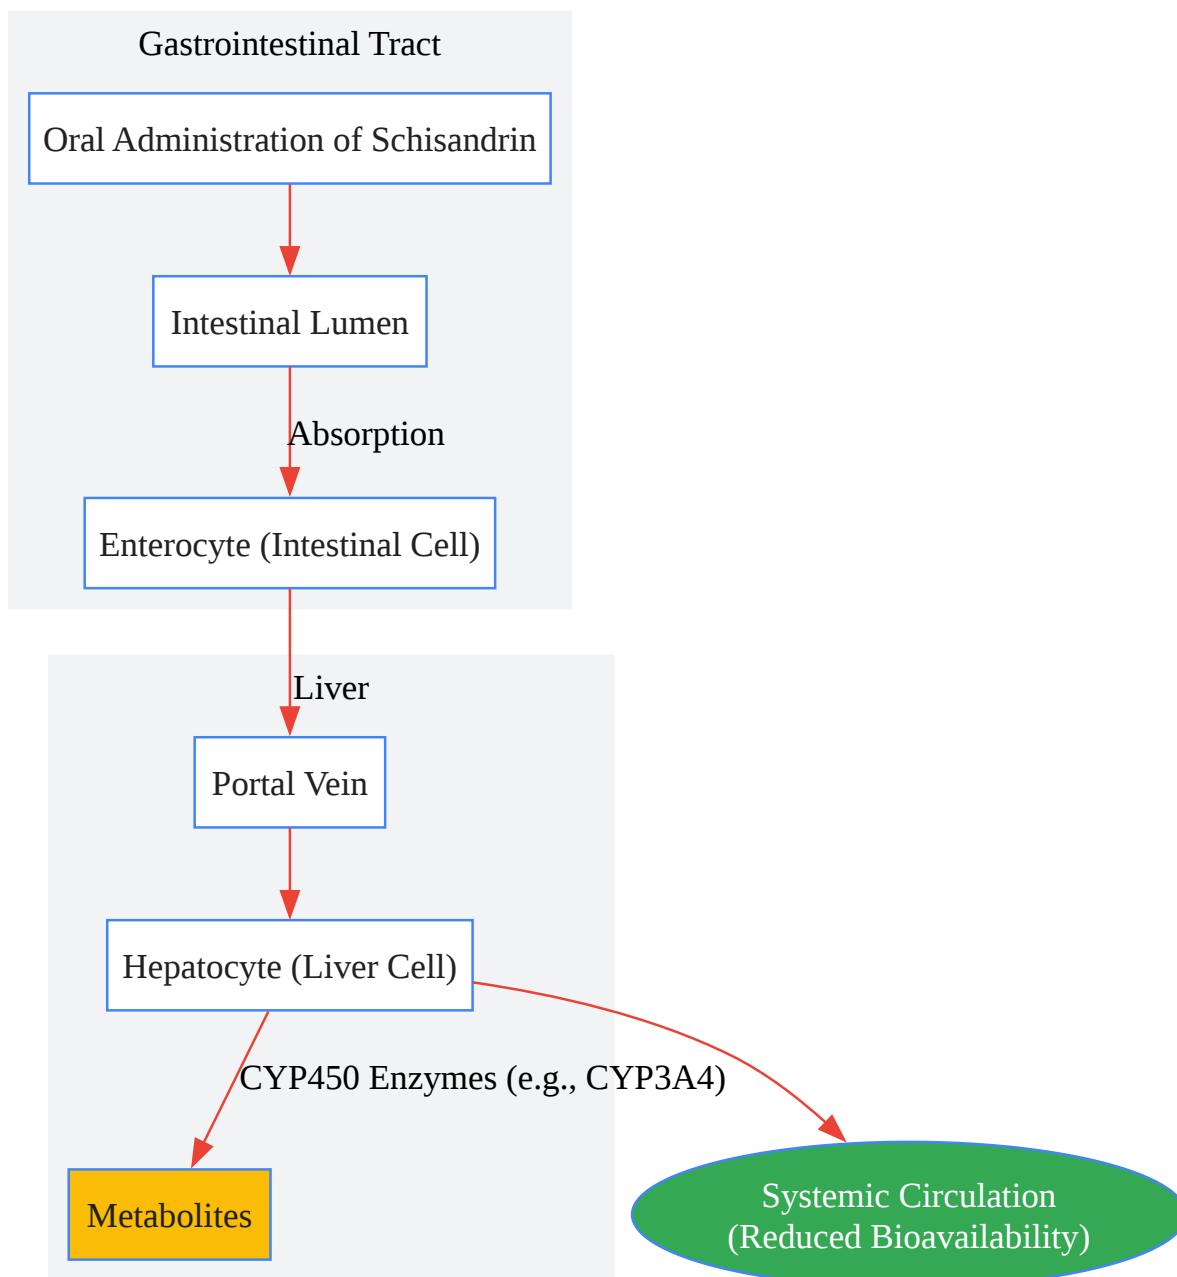 Gastrointestinal Tract
Oral Administration of Schisandrin
Intestinal Lumen
Absorption
Enterocyte (Intestinal Cell)
Liver
Portal Vein
Hepatocyte (Liver Cell)
CYP450 Enzymes (e.g., CYP3A4)
Metabolites
Systemic Circulation
(Reduced Bioavailability)